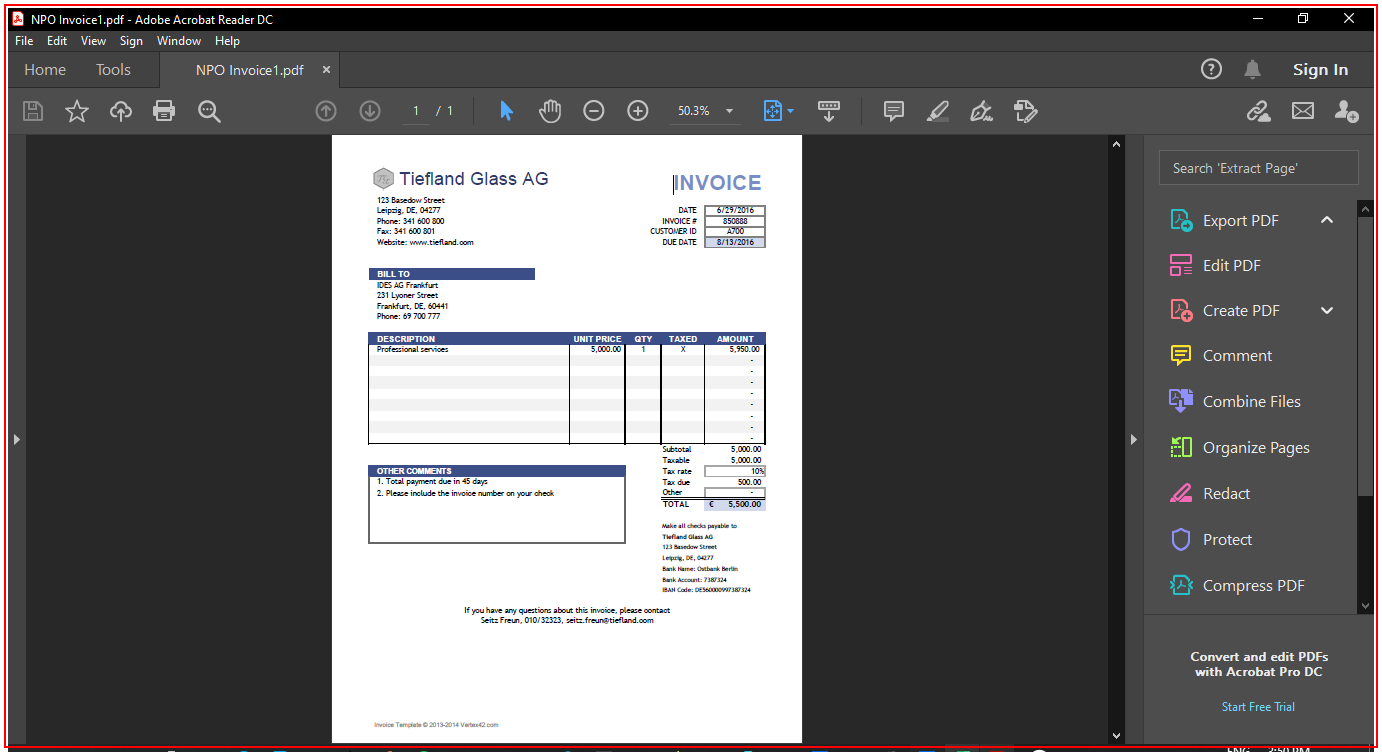 NPO Invoice1.pdf - Adobe Acrobat Reader DC
File Edit View Sign Window Help
Home Tools NPO Invoice1.pdf × Sign In
1 / 1 50.3%
Tiefland Glass AG
INVOICE
123 Basedow Street
Leipzig, DE, 04277
Phone: 341 600 800
Fax: 341 600 801
Website: www.tiefland.com
DATE 6/29/2016
INVOICE # 850888
CUSTOMER ID A700
DUE DATE 8/13/2016
BILL TO
IDES AG Frankfurt
231 Lyoner Street
Frankfurt, DE, 60441
Phone: 69 700 777
DESCRIPTION UNIT PRICE QTY TAXED AMOUNT
Professional services 5,000.00 1 X 5,950.00
-
-
-
-
-
-
-
-
Subtotal 5,000.00
Taxable 5,000.00
Tax rate 10%
Tax due 500.00
Other -
TOTAL € 5,500.00
OTHER COMMENTS
1. Total payment due in 45 days
2. Please include the invoice number on your check
Make all checks payable to
Tiefland Glass AG
123 Basedow Street
Leipzig, DE, 04277
Bank Name: Ostbank Berlin
Bank Account: 7387324
IBAN Code: DE560000997387324
If you have any questions about this invoice, please contact
Seitz Freun, 010/32323, seitz.freun@tiefland.com
Invoice Template © 2013-2014 Vertex42.com
Search 'Extract Page'
Export PDF
Edit PDF
Create PDF
Comment
Combine Files
Organize Pages
Redact
Protect
Compress PDF
Convert and edit PDFs
with Acrobat Pro DC
Start Free Trial